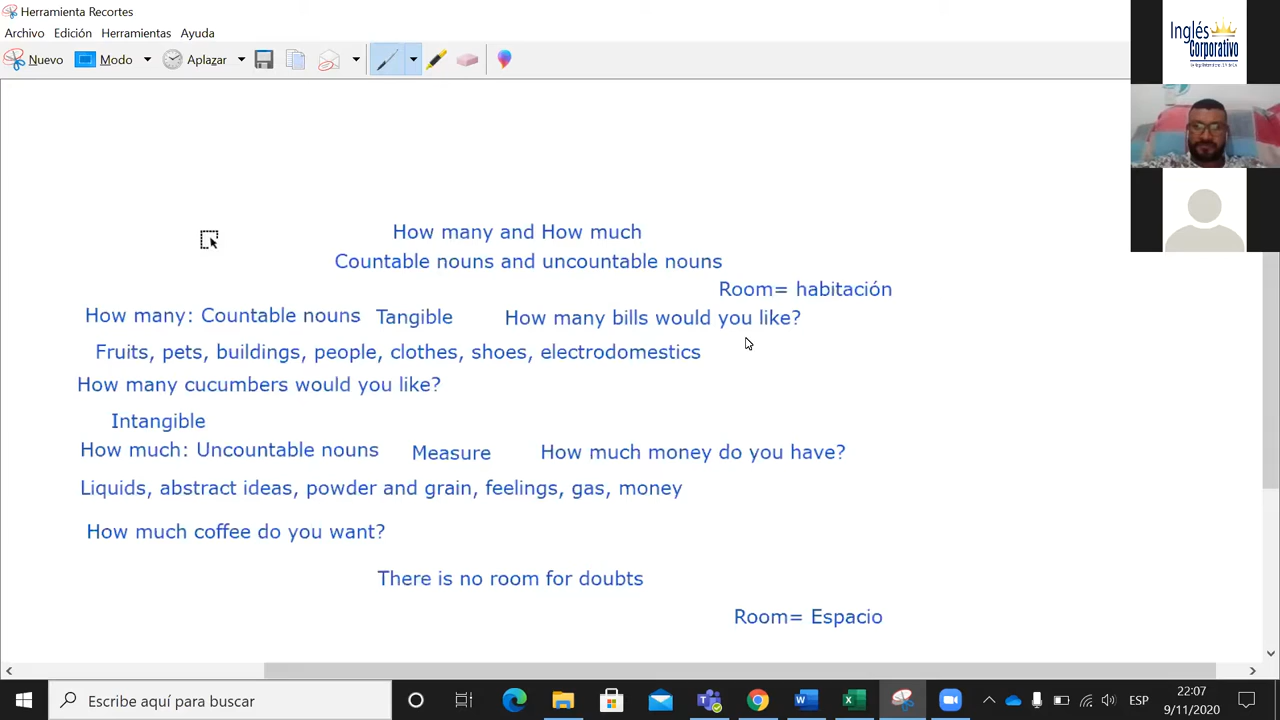 Herramienta Recortes
Archivo Edición Herramientas Ayuda
Nuevo Modo Aplazar
Inglés
Corporativo
How many and How much
Countable nouns and uncountable nouns
Room= habitación
How many: Countable nouns Tangible How many bills would you like?
Fruits, pets, buildings, people, clothes, shoes, electrodomestics
How many cucumbers would you like?
Intangible
How much: Uncountable nouns Measure How much money do you have?
Liquids, abstract ideas, powder and grain, feelings, gas, money
How much coffee do you want?
There is no room for doubts
Room= Espacio
Escribe aquí para buscar
ESP
22:07
9/11/2020